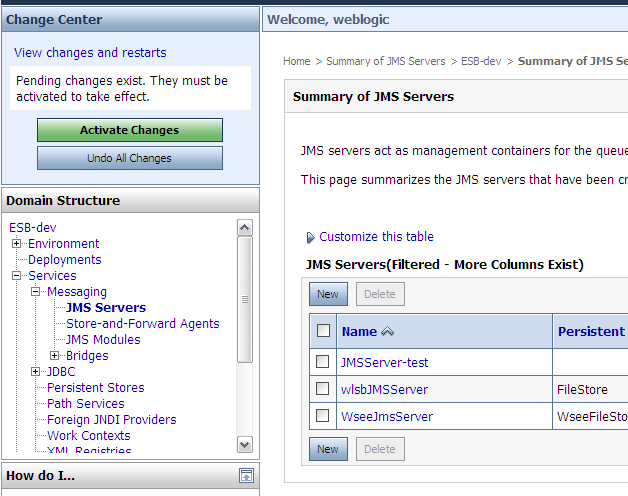 Change Center
View changes and restarts
Pending changes exist. They must be
activated to take effect.
Activate Changes
Undo All Changes
Domain Structure
ESB-dev
Environment
Deployments
Services
Messaging
JMS Servers
Store-and-Forward Agents
JMS Modules
Bridges
JDBC
Persistent Stores
Path Services
Foreign JNDI Providers
Work Contexts
XML Registries
How do I...
Welcome, weblogic
Home > Summary of JMS Servers > ESB-dev > Summary of JMS Se
Summary of JMS Servers
JMS servers act as management containers for the queue
This page summarizes the JMS servers that have been cr
Customize this table
JMS Servers(Filtered - More Columns Exist)
New Delete
Name Persistent
JMSServer-test
wlsbJMSServer FileStore
WseeJmsServer WseeFileSto
New Delete